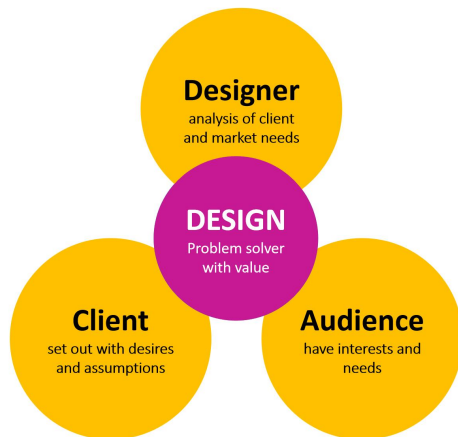 Designer
analysis of client
and market needs
DESIGN
Problem solver
with value
Client
set out with desires
and assumptions
Audience
have interests and
needs